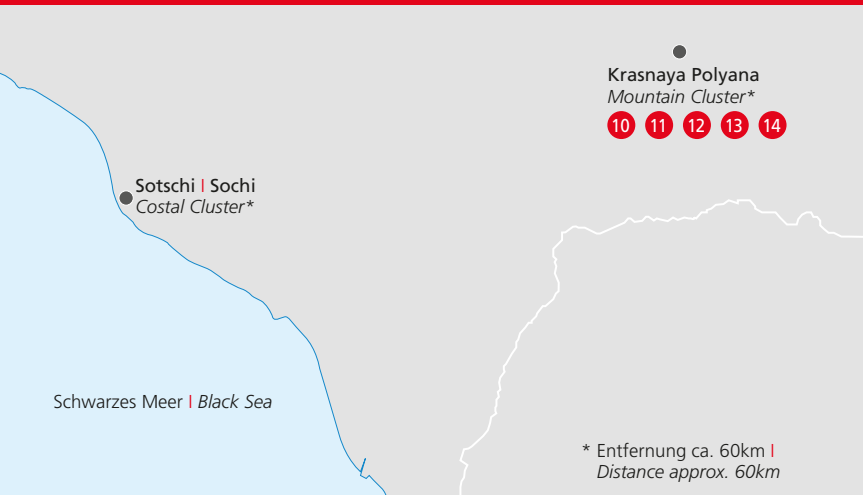 Krasnaya Polyana
Mountain Cluster*
10 11 12 13 14
Sotschi | Sochi
Costal Cluster*
Schwarzes Meer | Black Sea
* Entfernung ca. 60km |
Distance approx. 60km